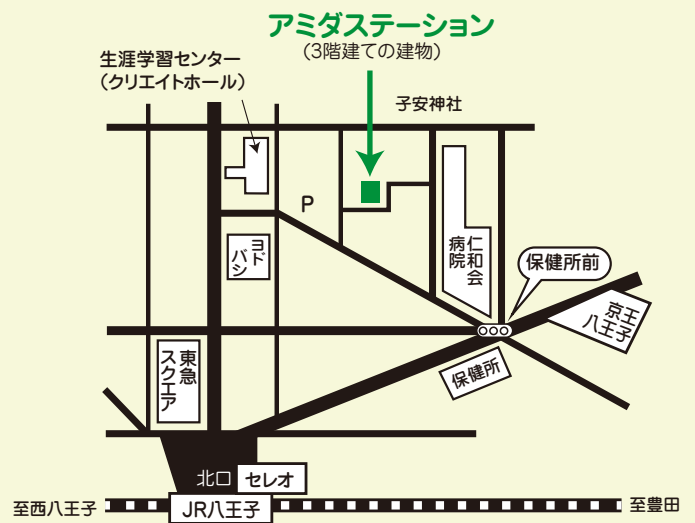 アミダステーション
(3階建ての建物)
生涯学習センター
(クリエイトホール)
子安神社
P
ヨド
バシ
仁和会
病院
保健所前
京王
八王子
保健所
東急
スクエア
北口
セレオ
JR八王子
至西八王子
至豊田